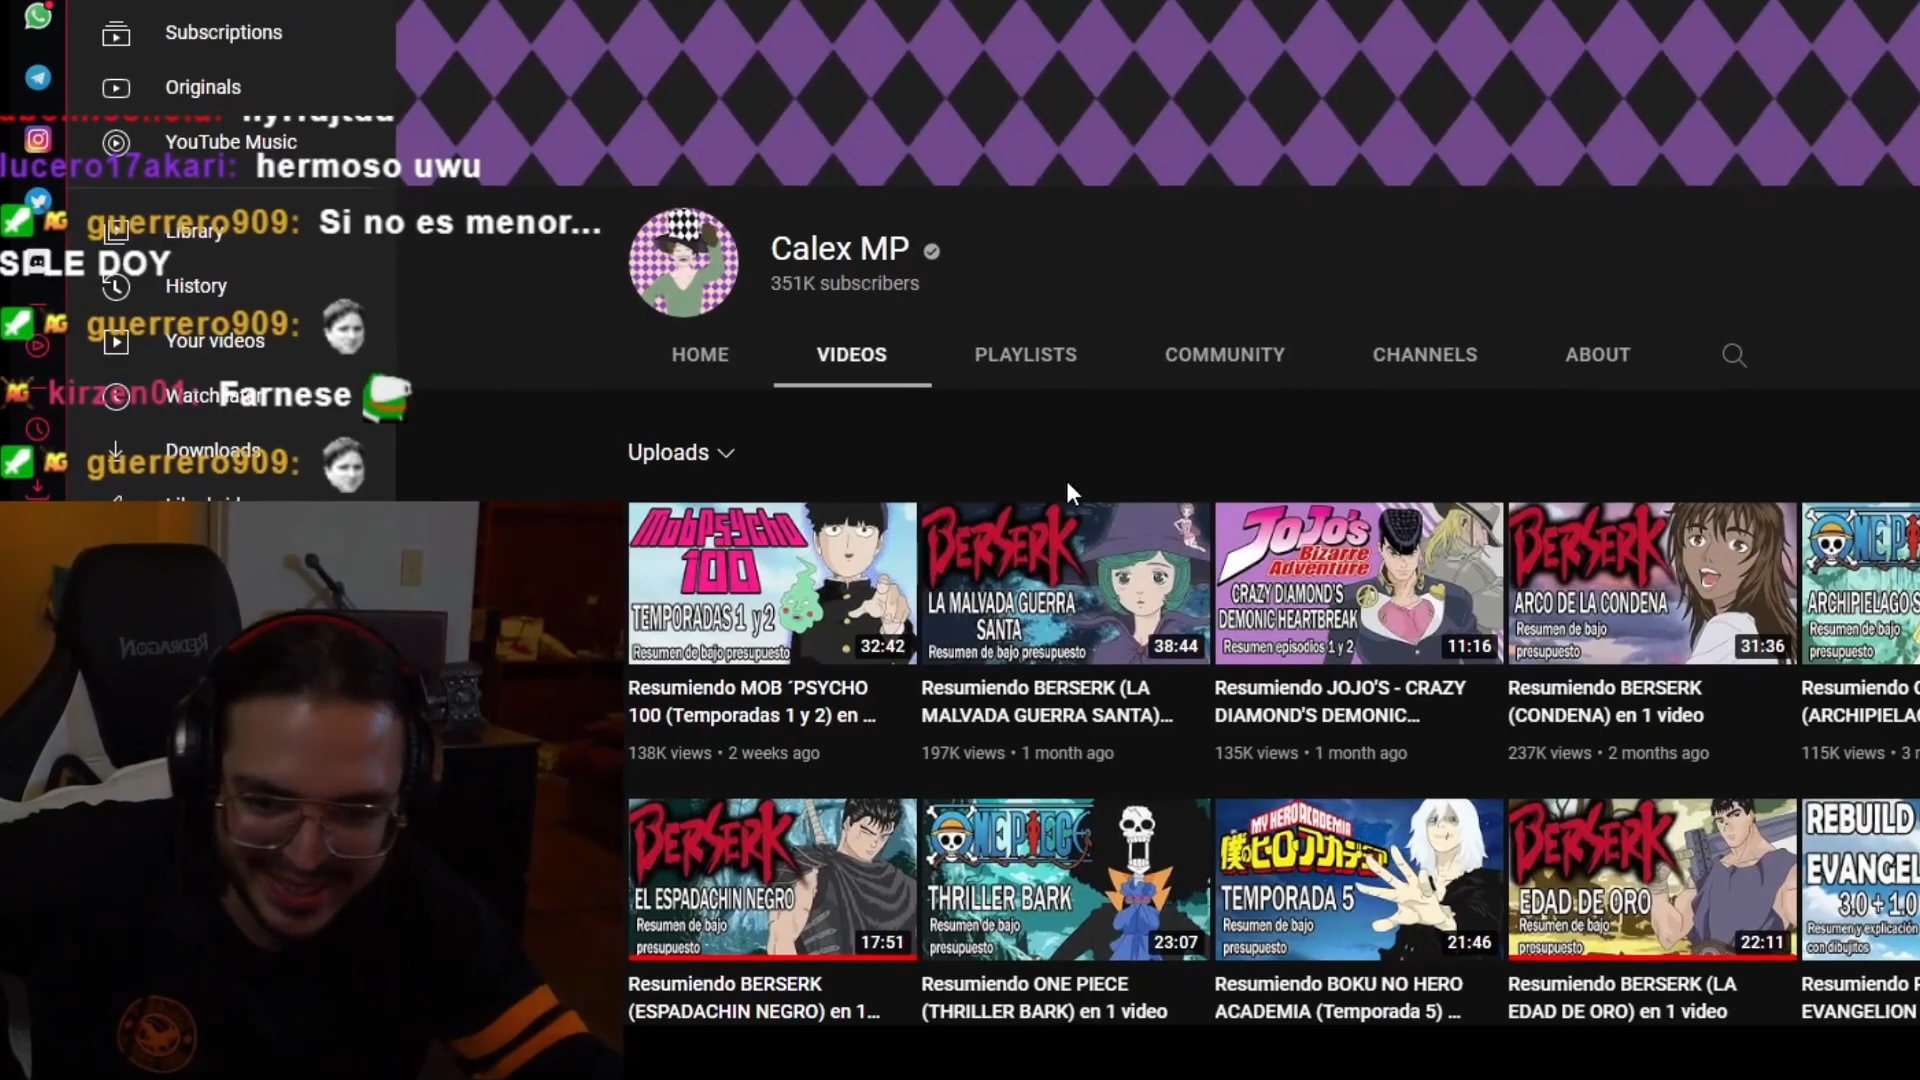 Subscriptions
Originals
YouTube Music
lucero17akari: hermoso uwu
guerrero909: Si no es menor...
Library
History
guerrero909:
Your videos
kirzen01: Farnese
Downloads
guerrero909:
Calex MP
351K subscribers
HOME
VIDEOS
PLAYLISTS
COMMUNITY
CHANNELS
ABOUT
Uploads
MobPsycho
100
TEMPORADAS 1 y 2
Resumen de bajo presupuesto
32:42
BERSERK
LA MALVADA GUERRA
SANTA
Resumen de bajo presupuesto
38:44
JOJO'S
Bizarre
Adventure
CRAZY DIAMOND'S
DEMONIC HEARTBREAK
Resumen episodios 1 y 2
11:16
BERSERK
ARCO DE LA CONDENA
Resumen de bajo
presupuesto
31:36
Resumen de bajo
presupuesto
Resumiendo MOB ´PSYCHO
100 (Temporadas 1 y 2) en ...
138K views • 2 weeks ago
Resumiendo BERSERK (LA
MALVADA GUERRA SANTA)...
197K views • 1 month ago
Resumiendo JOJO'S - CRAZY
DIAMOND'S DEMONIC...
135K views • 1 month ago
Resumiendo BERSERK
(CONDENA) en 1 video
237K views • 2 months ago
115K views
REDRAGON
BERSERK
EL ESPADACHIN NEGRO
Resumen de bajo
presupuesto
17:51
ONE PIECE
THRILLER BARK
Resumen de bajo
presupuesto
23:07
MY HERO ACADEMIA
TEMPORADA 5
Resumen de bajo
presupuesto
21:46
BERSERK
EDAD DE ORO
Resumen de bajo
presupuesto
22:11
REBUILD
3.0 + 1.0
Resumen y explicación
con dibujitos
Resumiendo BERSERK
(ESPADACHIN NEGRO) en 1...
Resumiendo ONE PIECE
(THRILLER BARK) en 1 video
Resumiendo BOKU NO HERO
ACADEMIA (Temporada 5) ...
Resumiendo BERSERK (LA
EDAD DE ORO) en 1 video
EVANGELION